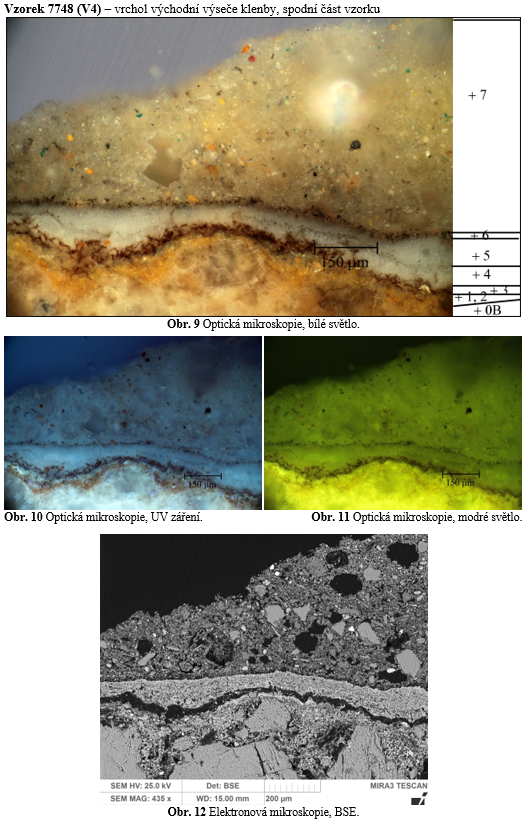 Vzorek 7748 (V4) – vrchol východní výseče klenby, spodní část vzorku
+ 7
+ 6
+ 5
+ 4
+ 3
+ 1, 2
+ 0B
150 µm
Obr. 9 Optická mikroskopie, bílé světlo.
150 µm
150 µm
Obr. 10 Optická mikroskopie, UV záření.
Obr. 11 Optická mikroskopie, modré světlo.
SEM HV: 25.0 kV
Det: BSE
MIRA3 TESCAN
SEM MAG: 435 x
WD: 15.00 mm
200 µm
Obr. 12 Elektronová mikroskopie, BSE.